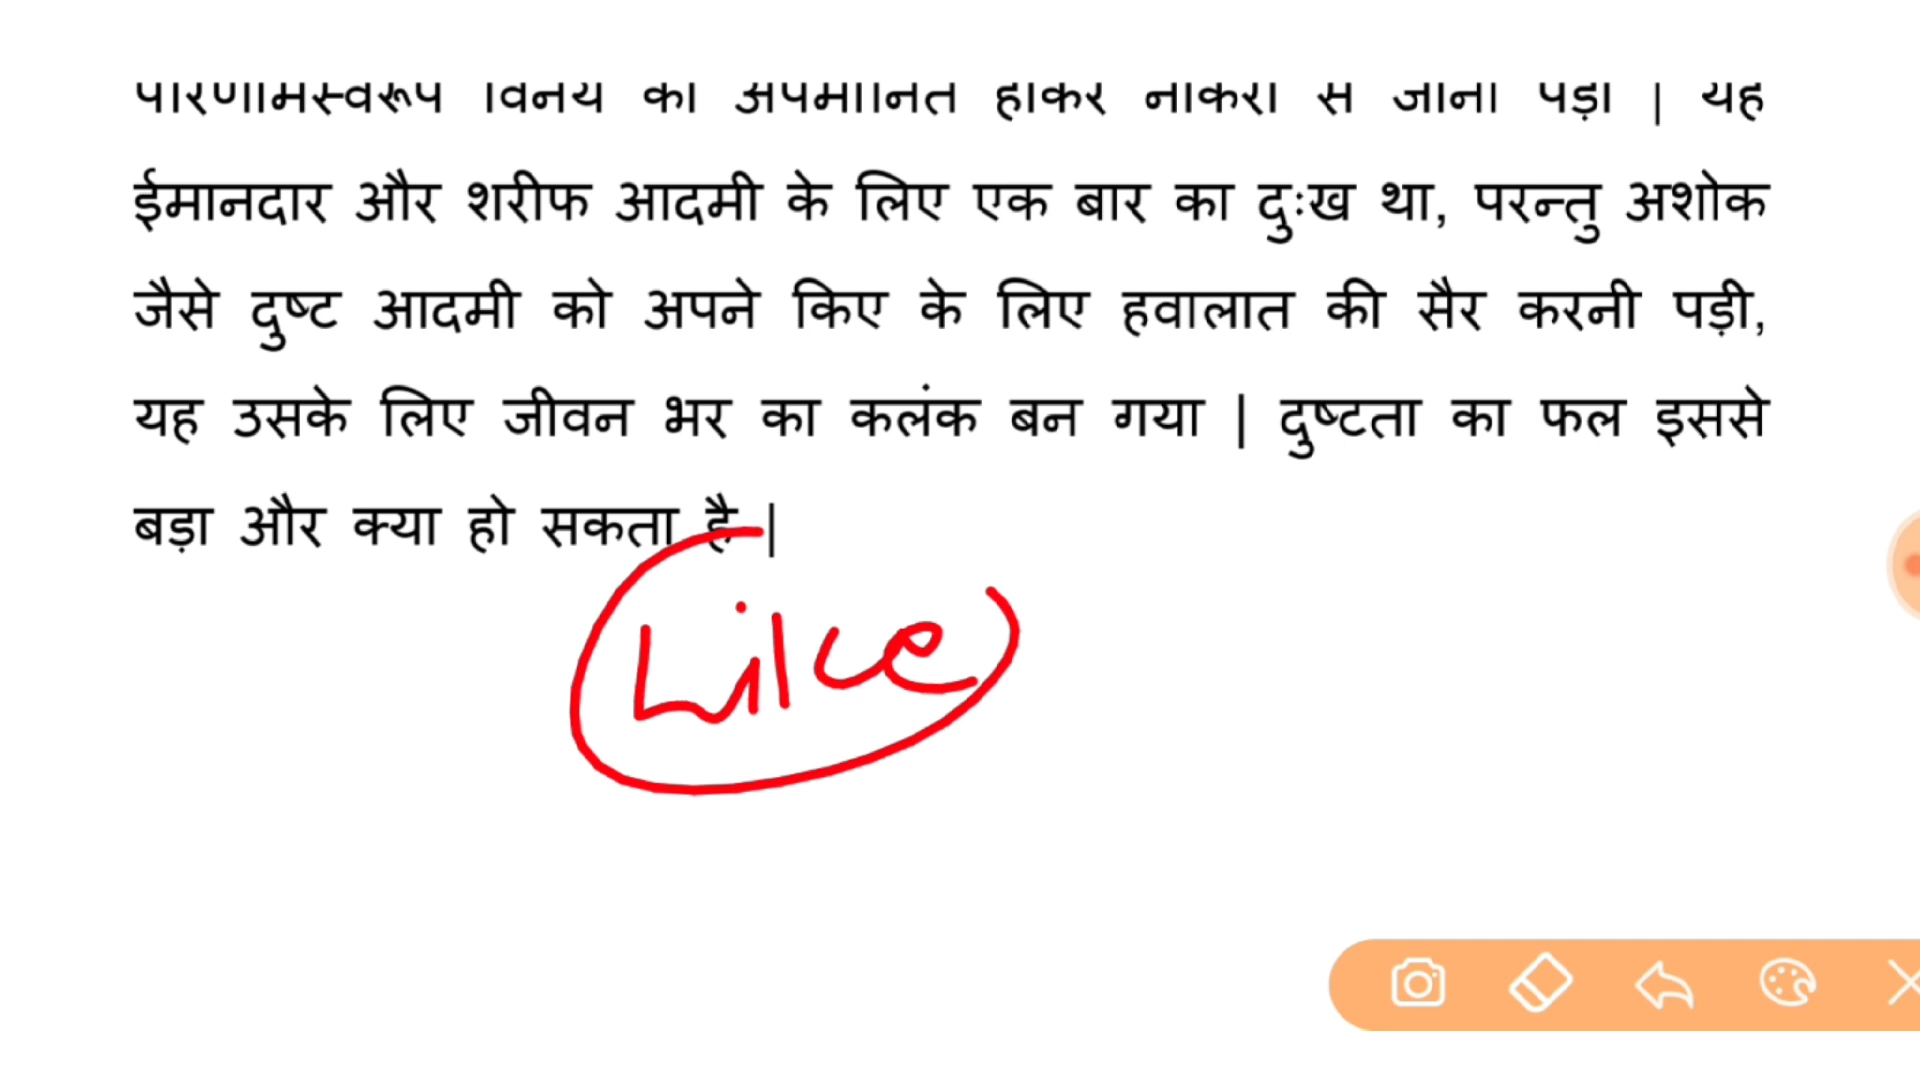 परिणामस्वरूप विनय को अपमानित होकर नौकरी से जाना पड़ा | यह
ईमानदार और शरीफ आदमी के लिए एक बार का दुःख था, परन्तु अशोक
जैसे दुष्ट आदमी को अपने किए के लिए हवालात की सैर करनी पड़ी,
यह उसके लिए जीवन भर का कलंक बन गया | दुष्टता का फल इससे
बड़ा और क्या हो सकता है |
Like